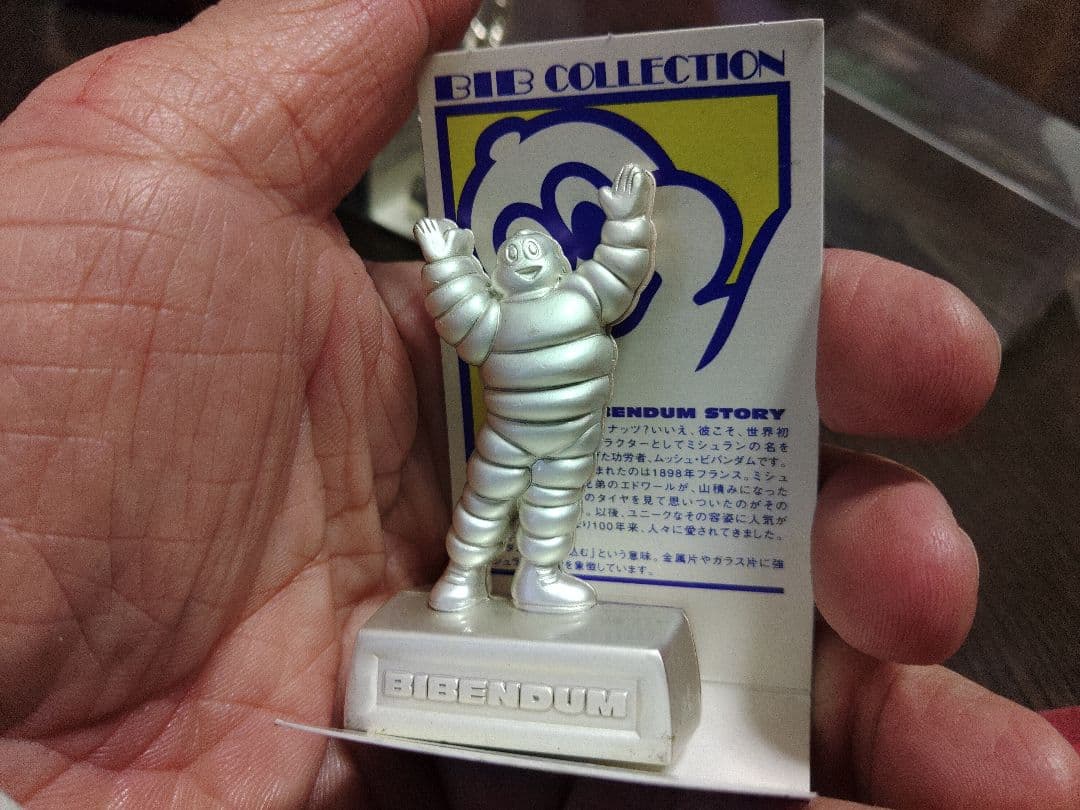 BIB COLLECTION
BENDUM STORY
ナッツ?いいえ、彼こそ、世界初
ラクターとしてミシュランの名を
た功労者、ムッシュ・ビバンダムです。
まれたのは1898年フランス。ミシュ
兄弟のエドワールが、山積みになった
のタイヤを見て思いついたのがその
。以後、ユニークなその容姿に人気が
り100年来、人々に愛されてきました。
込む」という意味。金属片やガラス片に強
を象徴しています。
BIBENDUM